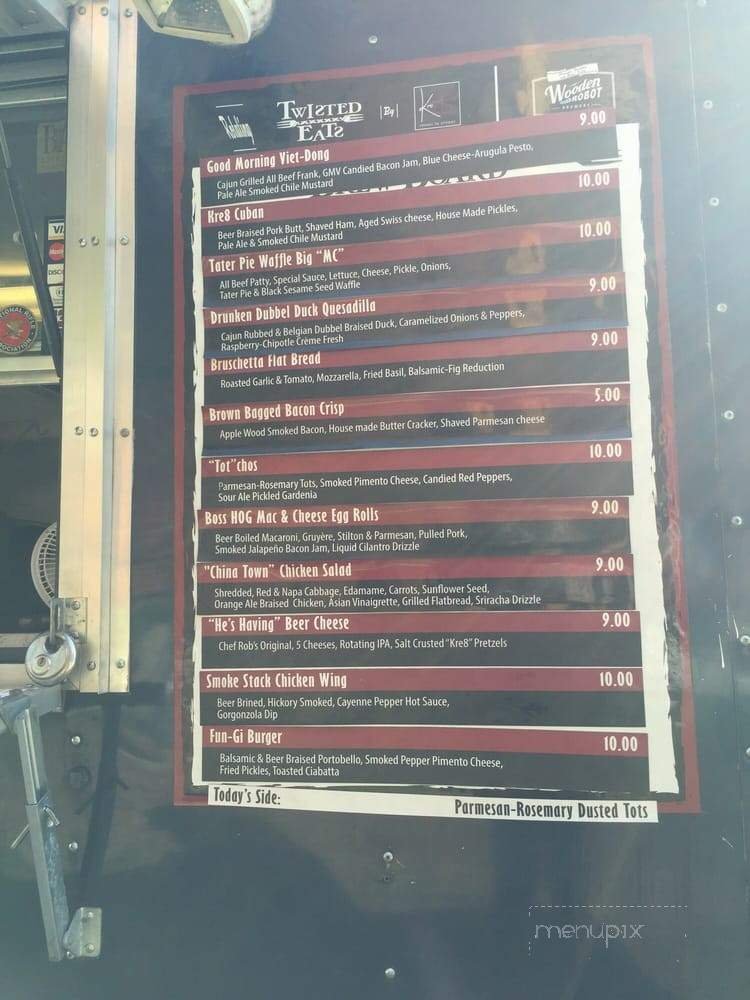 Twisted
Eats
By
K
Wooden
Robot
Brewery
Good Morning Viet-Dong 9.00
Cajun Grilled All Beef Frank, GMV Candied Bacon Jam, Blue Cheese-Arugula Pesto,
Pale Ale Smoked Chile Mustard
Kre8 Cuban 10.00
Beer Braised Pork Butt, Shaved Ham, Aged Swiss cheese, House Made Pickles,
Pale Ale & Smoked Chile Mustard
Tater Pie Waffle Big "MC" 10.00
All Beef Patty, Special Sauce, Lettuce, Cheese, Pickle, Onions,
Tater Pie & Black Sesame Seed Waffle
Drunken Dubbel Duck Quesadilla 9.00
Cajun Rubbed & Belgian Dubbel Braised Duck, Caramelized Onions & Peppers,
Raspberry-Chipotle Crème Fresh
Bruschetta Flat Bread 9.00
Roasted Garlic & Tomato, Mozzarella, Fried Basil, Balsamic-Fig Reduction
Brown Bagged Bacon Crisp 5.00
Apple Wood Smoked Bacon, House made Butter Cracker, Shaved Parmesan cheese
"Tot"chos 10.00
Parmesan-Rosemary Tots, Smoked Pimento Cheese, Candied Red Peppers,
Sour Ale Pickled Gardenia
Boss HOG Mac & Cheese Egg Rolls 9.00
Beer Boiled Macaroni, Gruyère, Stilton & Parmesan, Pulled Pork,
Smoked Jalapeño Bacon Jam, Liquid Cilantro Drizzle
"China Town" Chicken Salad 9.00
Shredded, Red & Napa Cabbage, Edamame, Carrots, Sunflower Seed,
Orange Ale Braised Chicken, Asian Vinaigrette, Grilled Flatbread, Sriracha Drizzle
"He's Having" Beer Cheese 9.00
Chef Rob's Original, 5 Cheeses, Rotating IPA, Salt Crusted "Kre8" Pretzels
Smoke Stack Chicken Wing 10.00
Beer Brined, Hickory Smoked, Cayenne Pepper Hot Sauce,
Gorgonzola Dip
Fun-Gi Burger 10.00
Balsamic & Beer Braised Portobello, Smoked Pepper Pimento Cheese,
Fried Pickles, Toasted Ciabatta
Today's Side: Parmesan-Rosemary Dusted Tots
menupix